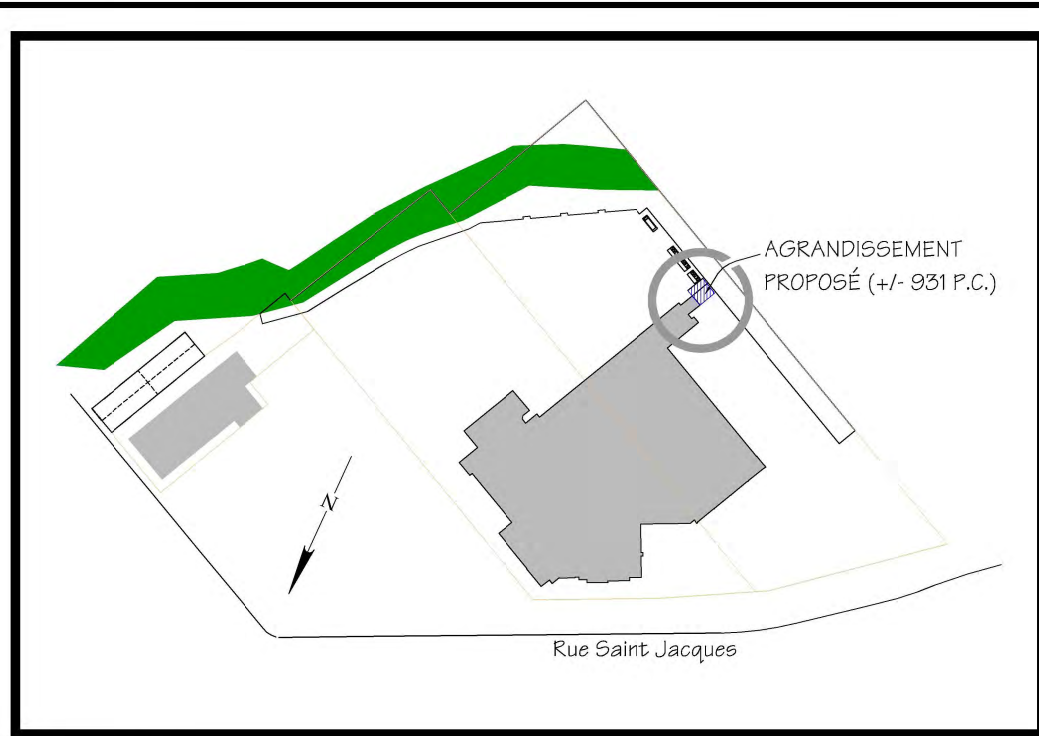 AGRANDISSEMENT
PROPOSÉ (+/- 931 P.C.)
N
Rue Saint Jacques